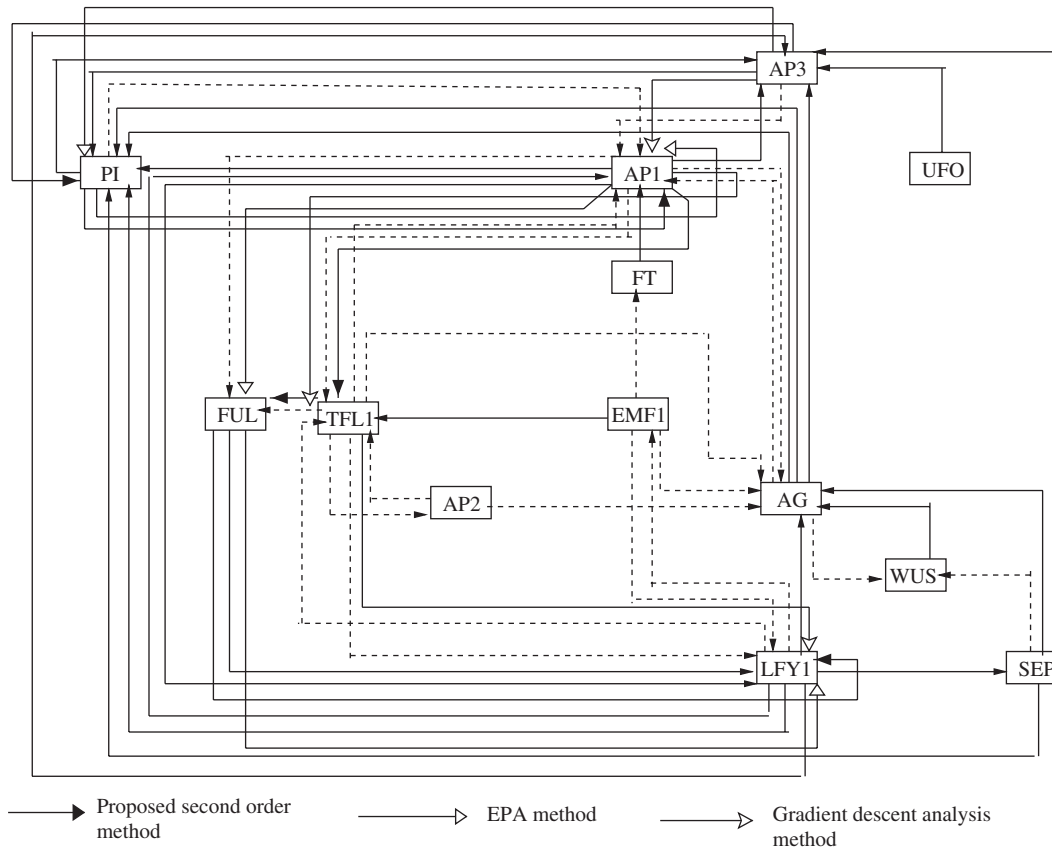 AP3
PI
AP1
UFO
FT
FUL
TFL1
EMF1
AP2
AG
WUS
LFY1
SEP
Proposed second order
method
EPA method
Gradient descent analysis
method